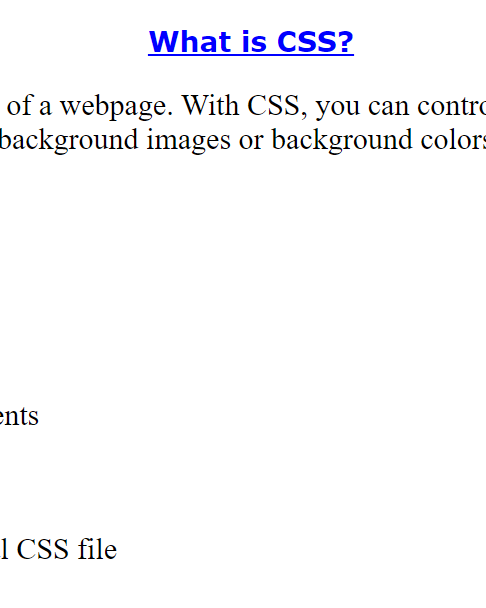 What is CSS?
of a webpage. With CSS, you can contro
background images or background colors
ents
l CSS file